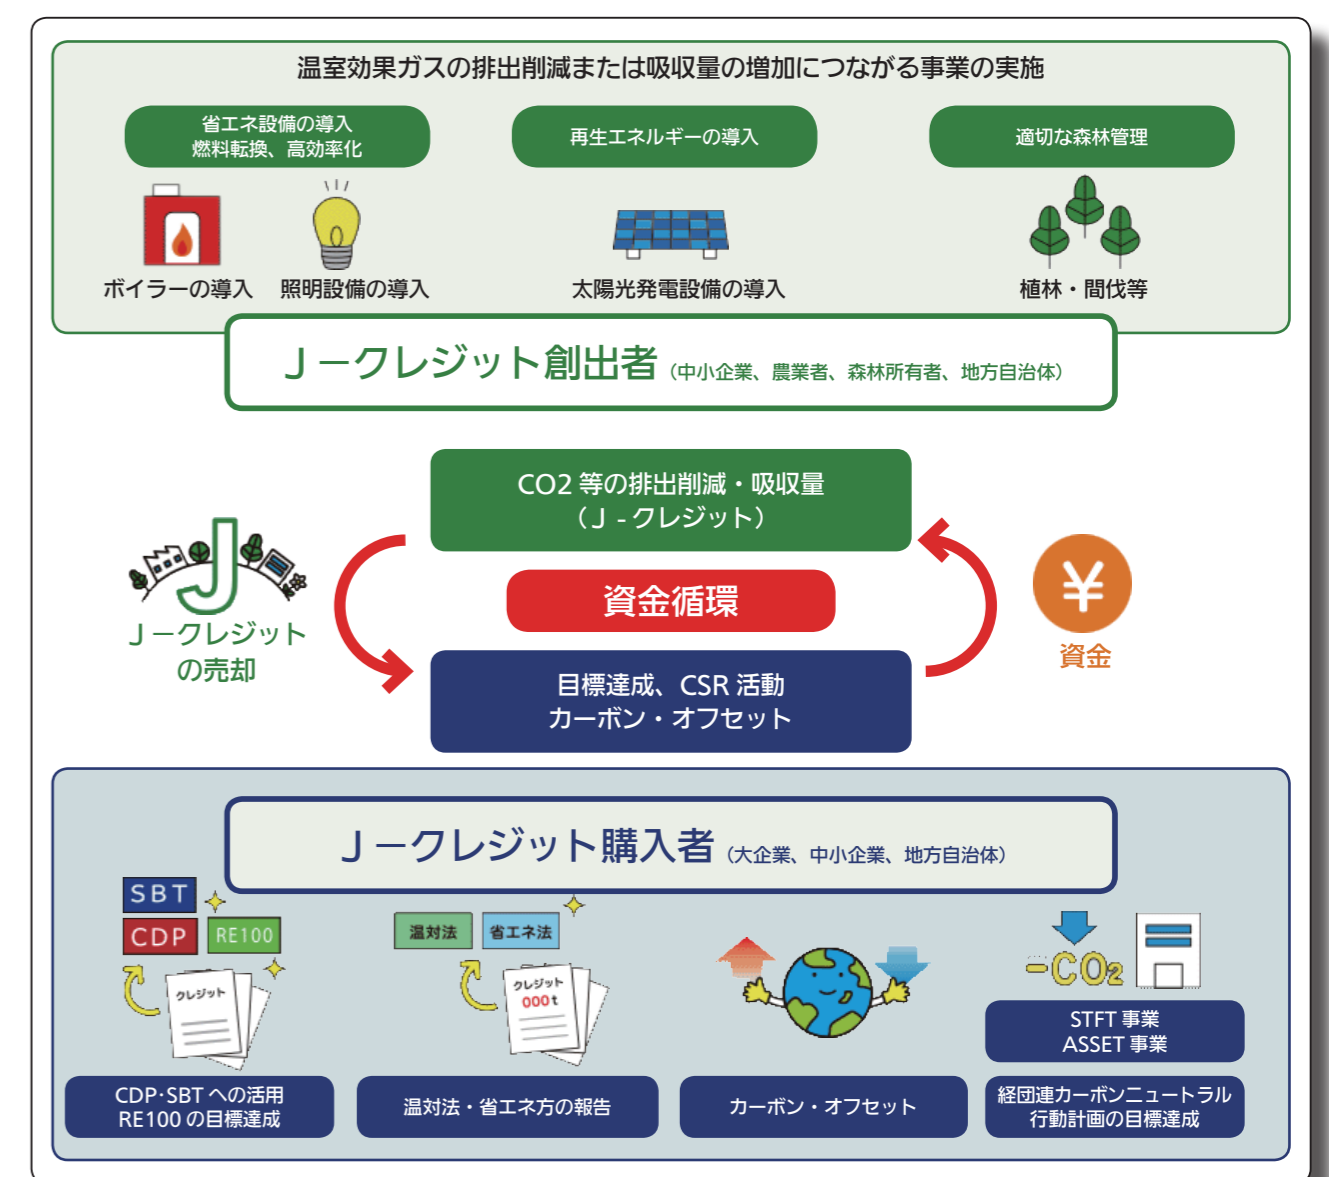 温室効果ガスの排出削減または吸収量の増加につながる事業の実施
省エネ設備の導入
燃料転換、高効率化
再生エネルギーの導入
適切な森林管理
ボイラーの導入
照明設備の導入
太陽光発電設備の導入
植林・間伐等
J－クレジット創出者（中小企業、農業者、森林所有者、地方自治体）
CO2 等の排出削減・吸収量
（J - クレジット）
J
J－クレジット
の売却
資金循環
¥
資金
目標達成、CSR 活動
カーボン・オフセット
J－クレジット購入者（大企業、中小企業、地方自治体）
SBT
CDP
RE100
クレジット
温対法
省エネ法
クレジット
000t
-CO2
STFT 事業
ASSET 事業
CDP･SBT への活用
RE100 の目標達成
温対法・省エネ方の報告
カーボン・オフセット
経団連カーボンニュートラル
行動計画の目標達成